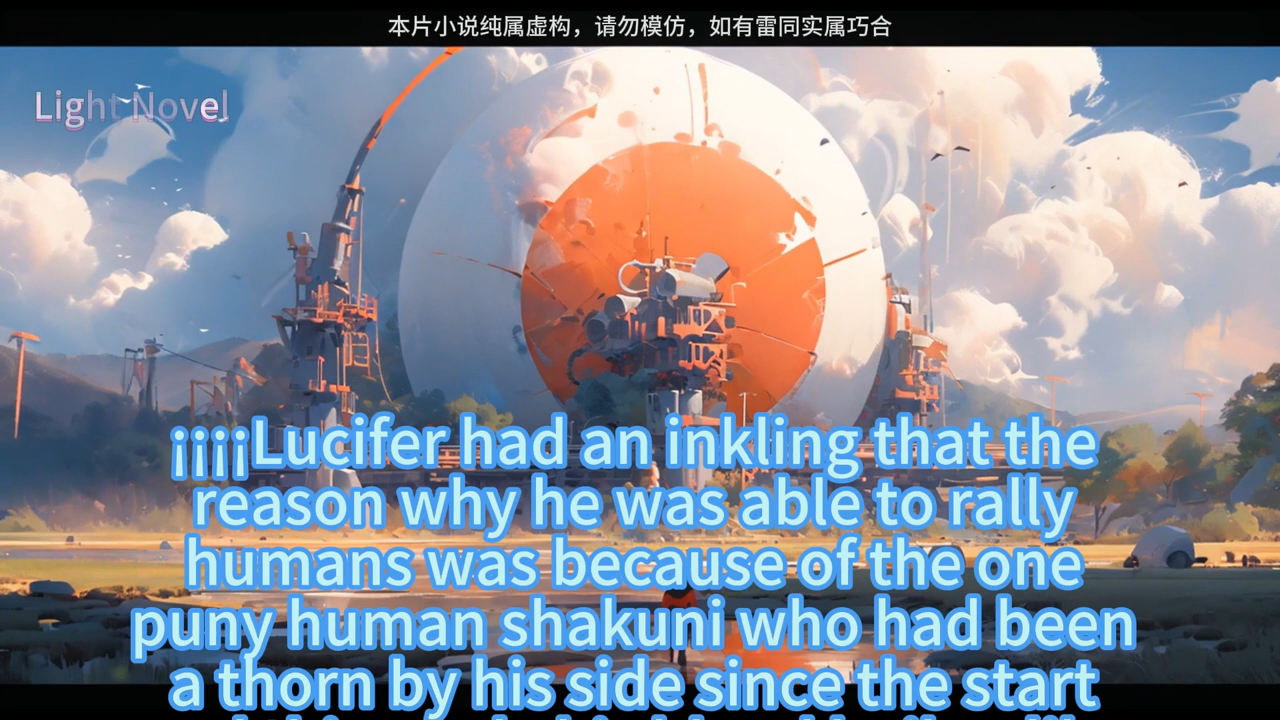 本片小说纯属虚构，请勿模仿，如有雷同实属巧合
Light Novel
¡¡¡¡Lucifer had an inkling that the
reason why he was able to rally
humans was because of the one
puny human shakuni who had been
a thorn by his side since the start